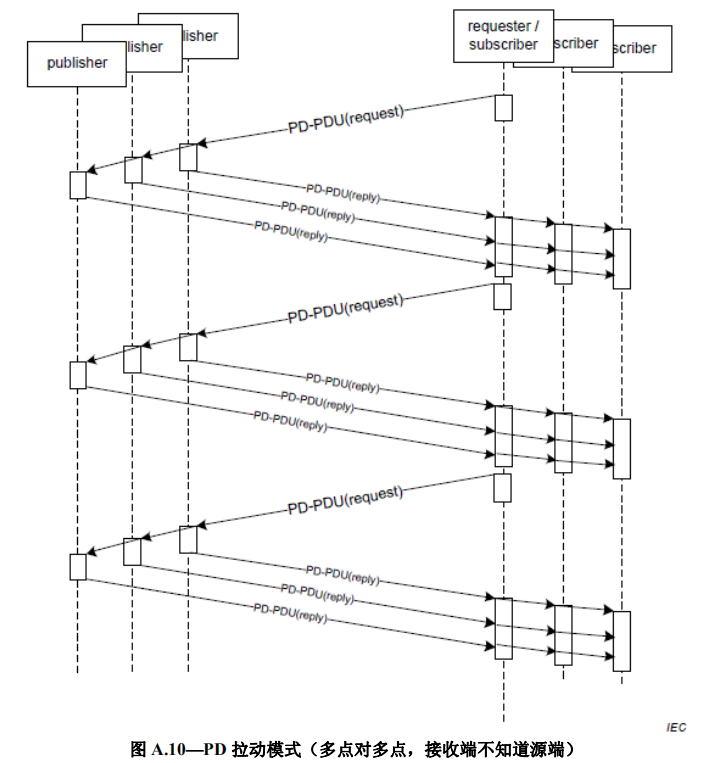 publisher
lisher
lisher
requester /
subscriber
scriber
scriber
PD-PDU(request)
PD-PDU(reply)
PD-PDU(reply)
PD-PDU(reply)
PD-PDU(request)
PD-PDU(reply)
PD-PDU(reply)
PD-PDU(reply)
PD-PDU(request)
PD-PDU(reply)
PD-PDU(reply)
PD-PDU(reply)
IEC
图 A.10—PD 拉动模式（多点对多点，接收端不知道源端）